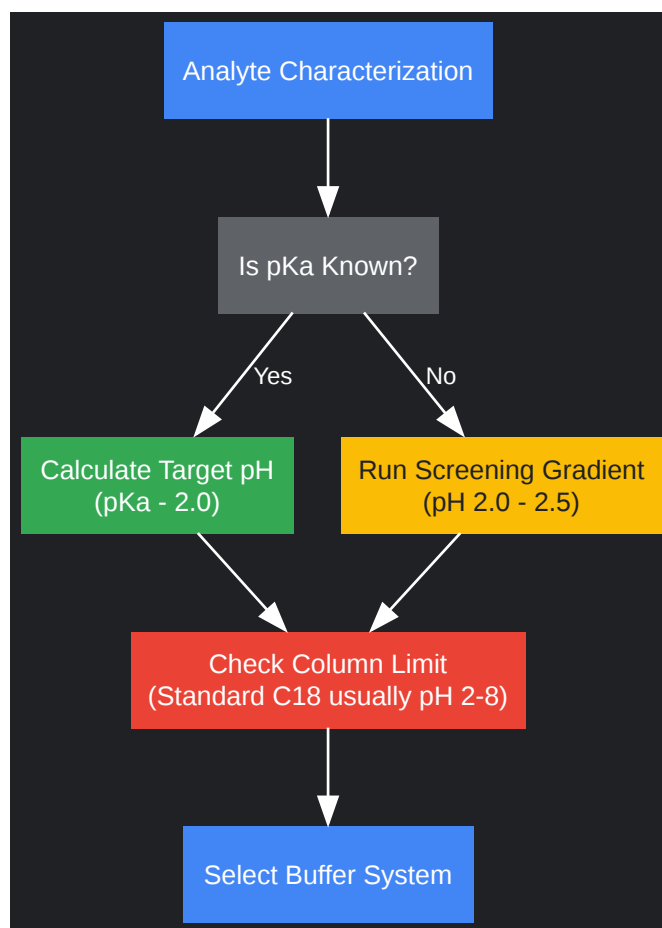 Analyte Characterization
Is pKa Known?
Yes
No
Calculate Target pH
(pKa - 2.0)
Run Screening Gradient
(pH 2.0 - 2.5)
Check Column Limit
(Standard C18 usually pH 2-8)
Select Buffer System